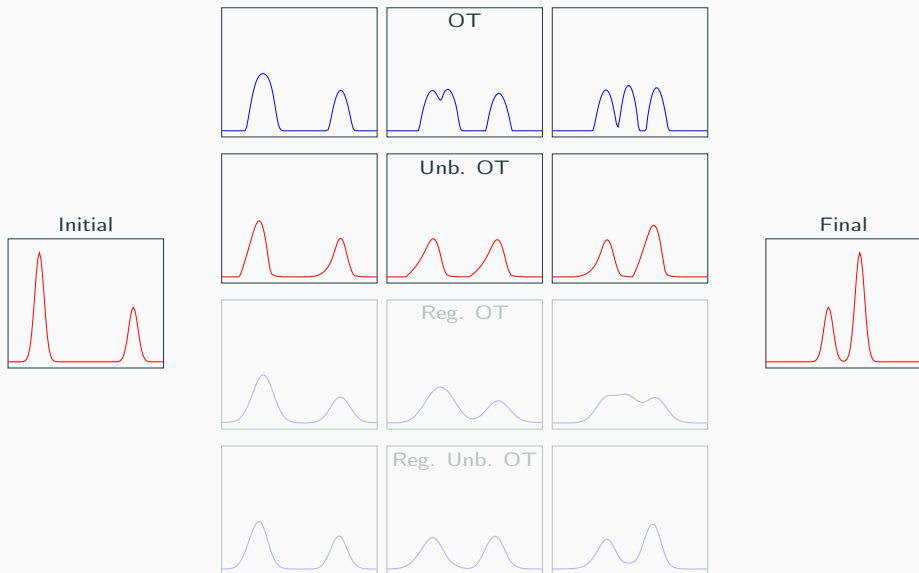 OT
Unb. OT
Initial
Final
Reg. OT
Reg. Unb. OT